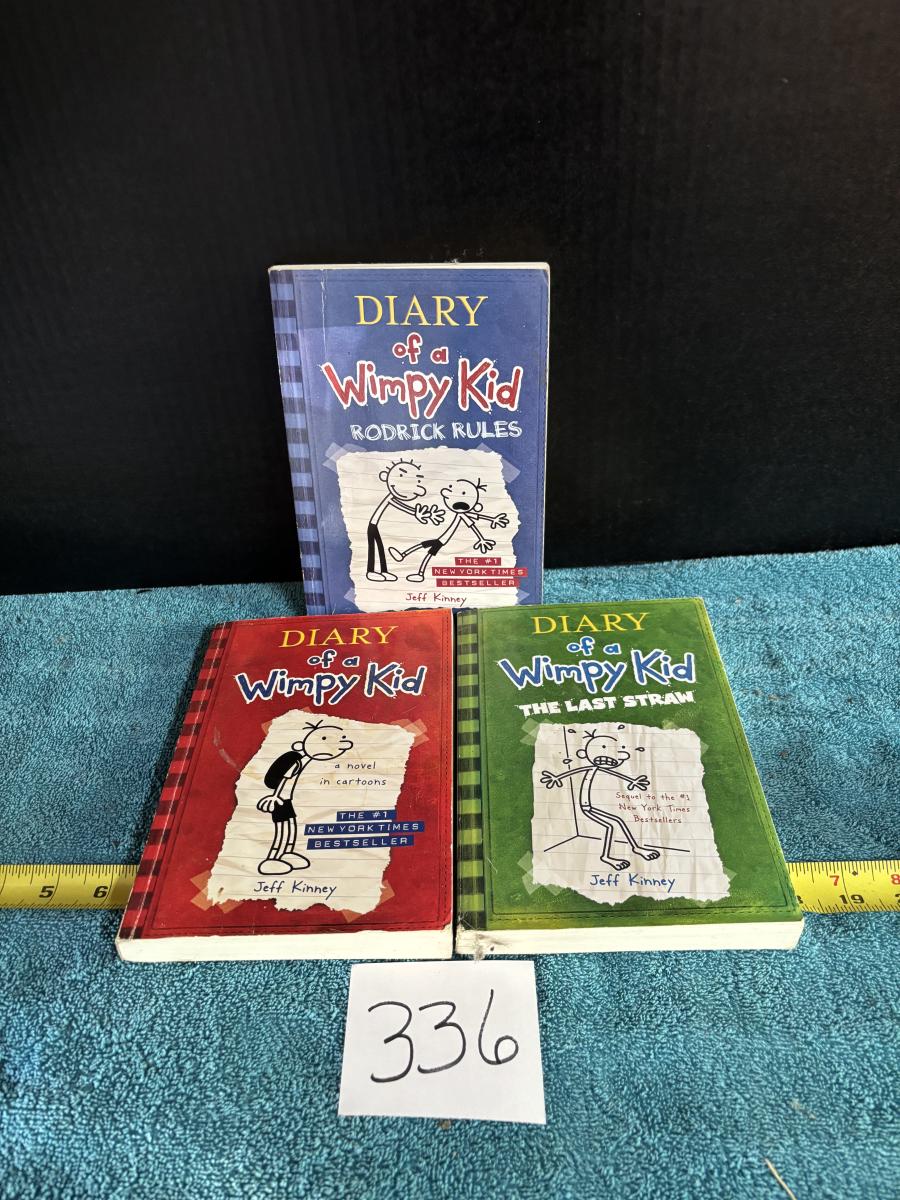 DIARY
of a
Wimpy Kid
RODRICK RULES
THE #1
NEW YORK TIMES
BESTSELLER
Jeff Kinney
DIARY
of a
Wimpy Kid
a novel
in cartoons
THE #1
NEW YORK TIMES
BESTSELLER
Jeff Kinney
DIARY
of a
Wimpy Kid
THE LAST STRAW
Sequel to the #1
New York Times
Bestsellers
Jeff Kinney
5 6
7 8
19
336